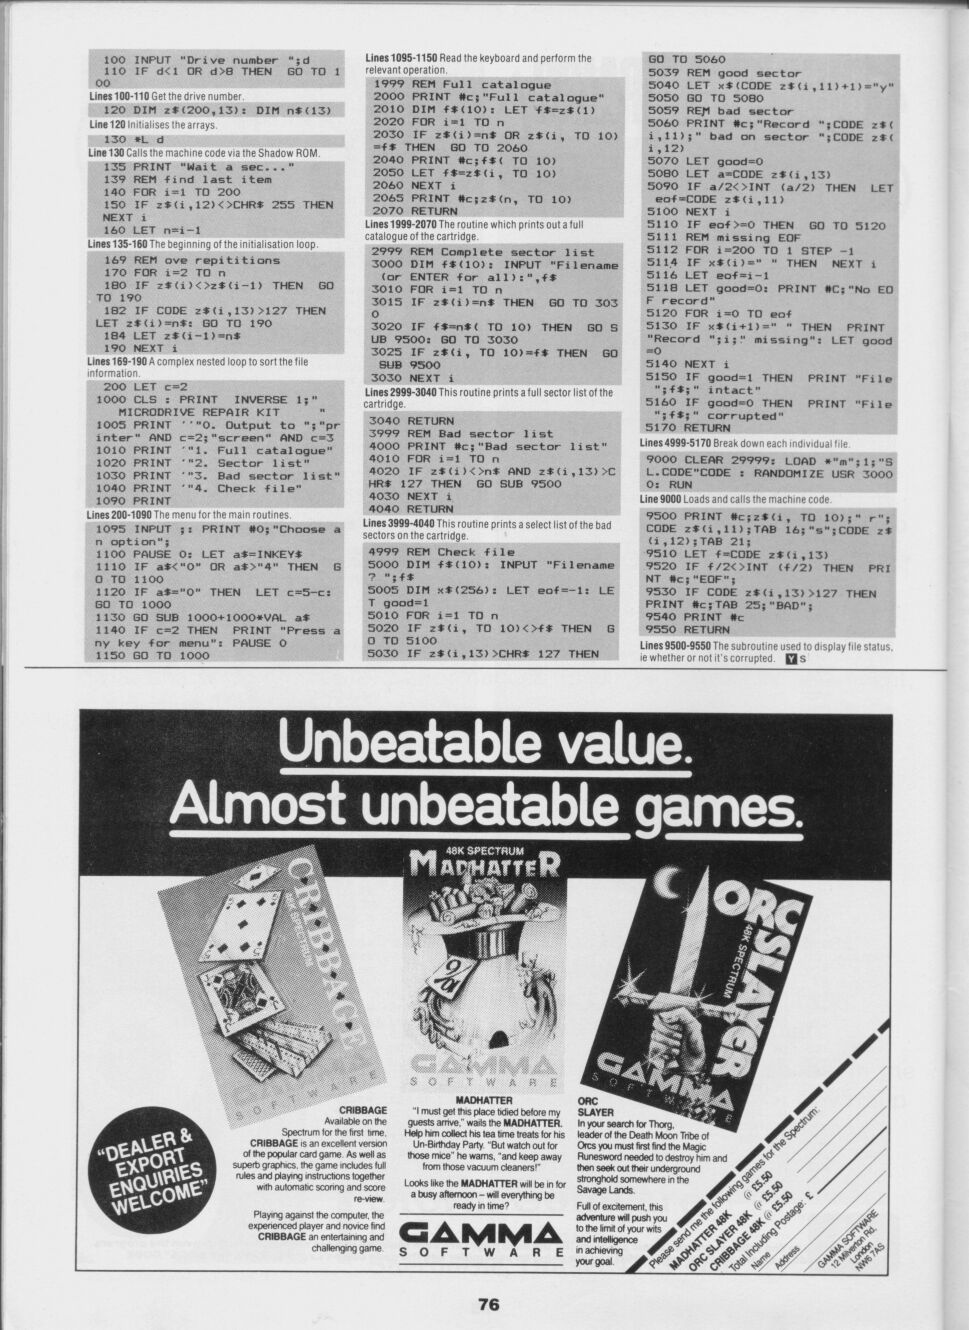 100 INPUT "Drive number ";d
110 IF d<1 OR d>8 THEN  GO TO 1
00
Lines 100-110 Get the drive number.
120 DIM z$(200,13): DIM n$(13)
Line 120 Initialises the arrays.
130 *L d
Line 130 Calls the machine code via the Shadow ROM.
135 PRINT "Wait a sec..."
139 REM find last item
140 FOR i=1 TO 200
150 IF z$(i,12)<>CHR$ 255 THEN
NEXT i
160 LET n=i-1
Lines 135-160 The beginning of the initialisation loop.
169 REM ove repititions
170 FOR i=2 TO n
180 IF z$(i)<>z$(i-1) THEN  GO
TO 190
182 IF CODE z$(i,13)>127 THEN
LET z$(i)=n$: GO TO 190
184 LET z$(i-1)=n$
190 NEXT i
Lines 169-190 A complex nested loop to sort the file
information.
200 LET c=2
1000 CLS : PRINT  INVERSE 1;"
MICRODRIVE REPAIR KIT      "
1005 PRINT ''"0. Output to ";"pr
inter" AND c=2;"screen" AND c=3
1010 PRINT '"1. Full catalogue"
1020 PRINT '"2. Sector list"
1030 PRINT '"3. Bad sector list"
1040 PRINT '"4. Check file"
1090 PRINT
Lines 200-1090 The menu for the main routines.
1095 INPUT ;: PRINT #0;"Choose a
n option";
1100 PAUSE 0: LET a$=INKEY$
1110 IF a$<"0" OR a$>"4" THEN  G
O TO 1100
1120 IF a$="0" THEN  LET c=5-c:
GO TO 1000
1130 GO SUB 1000+1000*VAL a$
1140 IF c=2 THEN  PRINT "Press a
ny key for menu": PAUSE 0
1150 GO TO 1000
Lines 1095-1150 Read the keyboard and perform the
relevant operation.
1999 REM Full catalogue
2000 PRINT #c;"Full catalogue"
2010 DIM f$(10): LET f$=z$(1)
2020 FOR i=1 TO n
2030 IF z$(i)=n$ OR z$(i, TO 10)
=f$ THEN  GO TO 2060
2040 PRINT #c;f$( TO 10)
2050 LET f$=z$(i, TO 10)
2060 NEXT i
2065 PRINT #c;z$(n, TO 10)
2070 RETURN
Lines 1999-2070 The routine which prints out a full
catalogue of the cartridge.
2999 REM Complete sector list
3000 DIM f$(10): INPUT "Filename
(or ENTER for all):",f$
3010 FOR i=1 TO n
3015 IF z$(i)=n$ THEN  GO TO 303
0
3020 IF f$=n$( TO 10) THEN  GO S
UB 9500: GO TO 3030
3025 IF z$(i, TO 10)=f$ THEN  GO
SUB 9500
3030 NEXT i
Lines 2999-3040 This routine prints a full sector list of the
cartridge.
3040 RETURN
3999 REM Bad sector list
4000 PRINT #c;"Bad sector list"
4010 FOR i=1 TO n
4020 IF z$(i)<>n$ AND z$(i,13)>C
HR$ 127 THEN  GO SUB 9500
4030 NEXT i
4040 RETURN
Lines 3999-4040 This routine prints a select list of the bad
sectors on the cartridge.
4999 REM Check file
5000 DIM f$(10): INPUT "Filename
? ";f$
5005 DIM x$(256): LET eof=-1: LE
T good=1
5010 FOR i=1 TO n
5020 IF z$(i, TO 10)<>f$ THEN  G
O TO 5100
5030 IF z$(i,13)>CHR$ 127 THEN
GO TO 5060
5039 REM good sector
5040 LET x$(CODE z$(i,11)+1)="y"
5050 GO TO 5080
5059 REM bad sector
5060 PRINT #c;"Record ";CODE z$(
i,11);" bad on sector ";CODE z$(
i,12)
5070 LET good=0
5080 LET a=CODE z$(i,13)
5090 IF a/2<>INT (a/2) THEN  LET
eof=CODE z$(i,11)
5100 NEXT i
5110 IF eof>=0 THEN  GO TO 5120
5111 REM missing EOF
5112 FOR i=200 TO 1 STEP -1
5114 IF x$(i)=" " THEN  NEXT i
5116 LET eof=i-1
5118 LET good=0: PRINT #C;"No EO
F record"
5120 FOR i=0 TO eof
5130 IF x$(i+1)=" " THEN  PRINT
"Record ";i;" missing": LET good
=0
5140 NEXT i
5150 IF good=1 THEN  PRINT "File
";f$;" intact"
5160 IF good=0 THEN  PRINT "File
";f$;" corrupted"
5170 RETURN
Lines 4999-5170 Break down each individual file.
9000 CLEAR 29999: LOAD *"m";1;"S
L.CODE"CODE : RANDOMIZE USR 3000
0: RUN
Line 9000 Loads and calls the machine code.
9500 PRINT #c;z$(i, TO 10);" r";
CODE z$(i,11);TAB 16;"s";CODE z$
(i,12);TAB 21;
9510 LET f=CODE z$(i,13)
9520 IF f/2<>INT (f/2) THEN  PRI
NT #c;"EOF";
9530 IF CODE z$(i,13)>127 THEN
PRINT #c;TAB 25;"BAD";
9540 PRINT #c
9550 RETURN
Lines 9500-9550 The subroutine used to display file status,
ie whether or not it's corrupted. Y S
Unbeatable value.
Almost unbeatable games.
CRIBBAGE
48K SPECTRUM
GAMMA
SOFTWARE
48K SPECTRUM
MADHATTER
9/01
GAMMA
SOFTWARE
ORC
SLAYER
48K SPECTRUM
GAMMA
SOFTWARE
"DEALER &
EXPORT
ENQUIRIES
WELCOME"
CRIBBAGE
Available on the
Spectrum for the first time,
CRIBBAGE is an excellent version
of the popular card game. As well as
superb graphics, the game includes full
rules and playing instructions together
with automatic scoring and score
re-view.
Playing against the computer, the
experienced player and novice find
CRIBBAGE an entertaining and
challenging game.
MADHATTER
"I must get this place tidied before my
guests arrive," wails the MADHATTER.
Help him collect his tea time treats for his
Un-Birthday Party. "But watch out for
those mice" he warns, "and keep away
from those vacuum cleaners!"
Looks like the MADHATTER will be in for
a busy afternoon – will everything be
ready in time?
GAMMA
SOFTWARE
ORC
SLAYER
In your search for Thorg,
leader of the Death Moon Tribe of
Orcs you must first find the Magic
Runesword needed to destroy him and
then seek out their underground
stronghold somewhere in the
Savage Lands.
Full of excitement, this
adventure will push you
to the limit of your wits
and intelligence
in achieving
your goal.
Please send me the following games for the Spectrum:
MADHATTER 48K @ £5.50
ORC SLAYER 48K @ £5.50
CRIBBAGE 48K @ £5.50
Total Including Postage: £
Name
Address
GAMMA SOFTWARE
12 Milverton Rd.
London
NW6 7AS
76